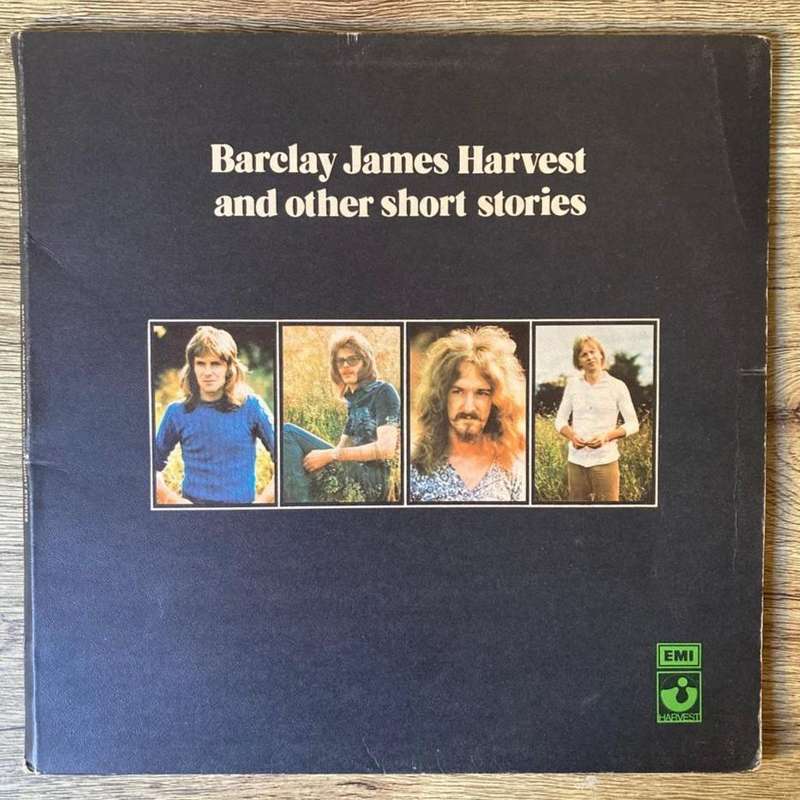 Barclay James Harvest
and other short stories
EMI
HARVEST